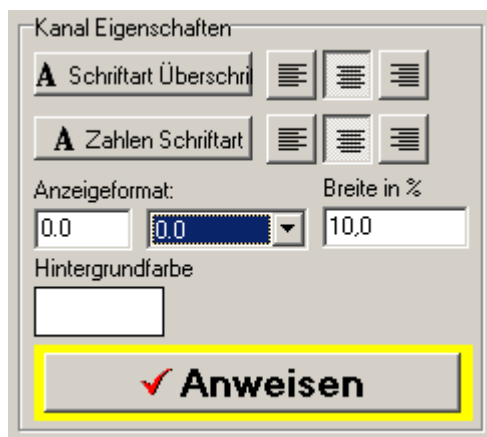 Kanal Eigenschaften
A Schriftart Überschri
A Zahlen Schriftart
Anzeigeformat: Breite in %
0.0 0.0 10,0
Hintergrundfarbe
Anweisen